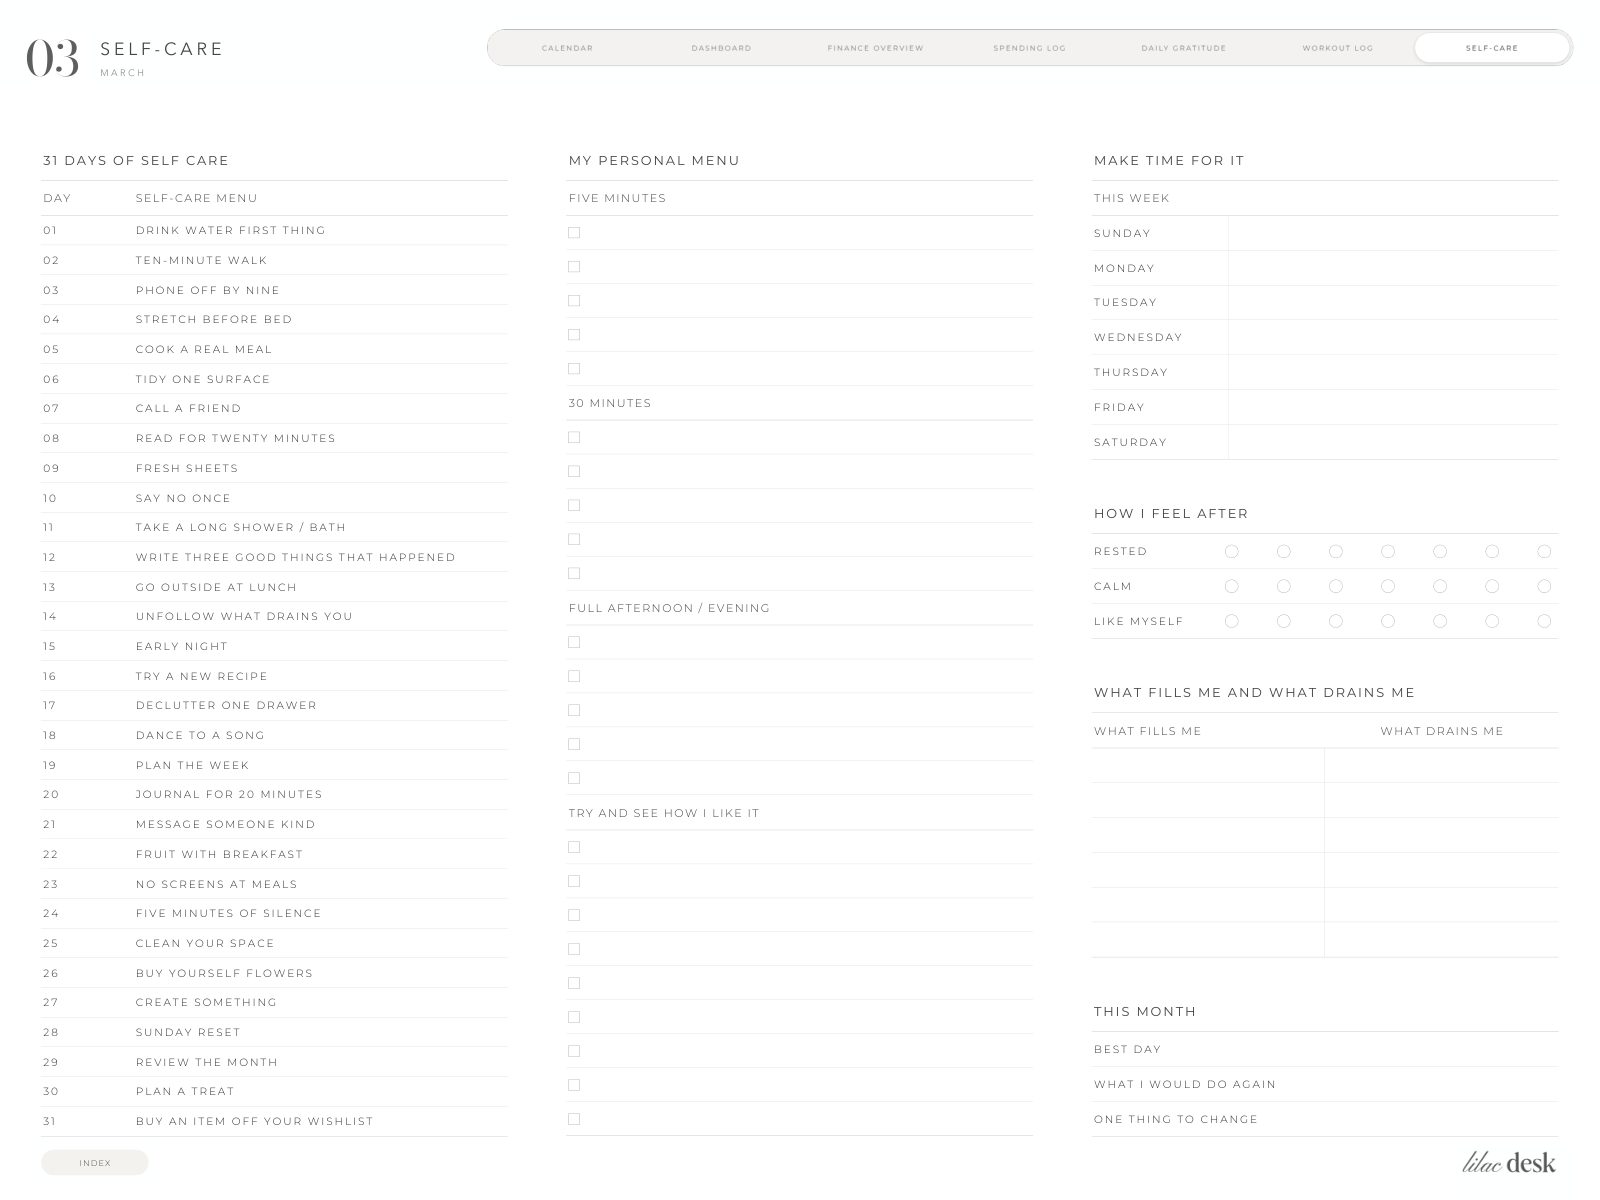 03
SELF-CARE
MARCH
CALENDAR
DASHBOARD
FINANCE OVERVIEW
SPENDING LOG
DAILY GRATITUDE
WORKOUT LOG
SELF-CARE
31 DAYS OF SELF CARE
DAY SELF-CARE MENU
01 DRINK WATER FIRST THING
02 TEN-MINUTE WALK
03 PHONE OFF BY NINE
04 STRETCH BEFORE BED
05 COOK A REAL MEAL
06 TIDY ONE SURFACE
07 CALL A FRIEND
08 READ FOR TWENTY MINUTES
09 FRESH SHEETS
10 SAY NO ONCE
11 TAKE A LONG SHOWER / BATH
12 WRITE THREE GOOD THINGS THAT HAPPENED
13 GO OUTSIDE AT LUNCH
14 UNFOLLOW WHAT DRAINS YOU
15 EARLY NIGHT
16 TRY A NEW RECIPE
17 DECLUTTER ONE DRAWER
18 DANCE TO A SONG
19 PLAN THE WEEK
20 JOURNAL FOR 20 MINUTES
21 MESSAGE SOMEONE KIND
22 FRUIT WITH BREAKFAST
23 NO SCREENS AT MEALS
24 FIVE MINUTES OF SILENCE
25 CLEAN YOUR SPACE
26 BUY YOURSELF FLOWERS
27 CREATE SOMETHING
28 SUNDAY RESET
29 REVIEW THE MONTH
30 PLAN A TREAT
31 BUY AN ITEM OFF YOUR WISHLIST
MY PERSONAL MENU
FIVE MINUTES
30 MINUTES
FULL AFTERNOON / EVENING
TRY AND SEE HOW I LIKE IT
MAKE TIME FOR IT
THIS WEEK
SUNDAY
MONDAY
TUESDAY
WEDNESDAY
THURSDAY
FRIDAY
SATURDAY
HOW I FEEL AFTER
RESTED
CALM
LIKE MYSELF
WHAT FILLS ME AND WHAT DRAINS ME
WHAT FILLS ME WHAT DRAINS ME
THIS MONTH
BEST DAY
WHAT I WOULD DO AGAIN
ONE THING TO CHANGE
INDEX
lilac desk